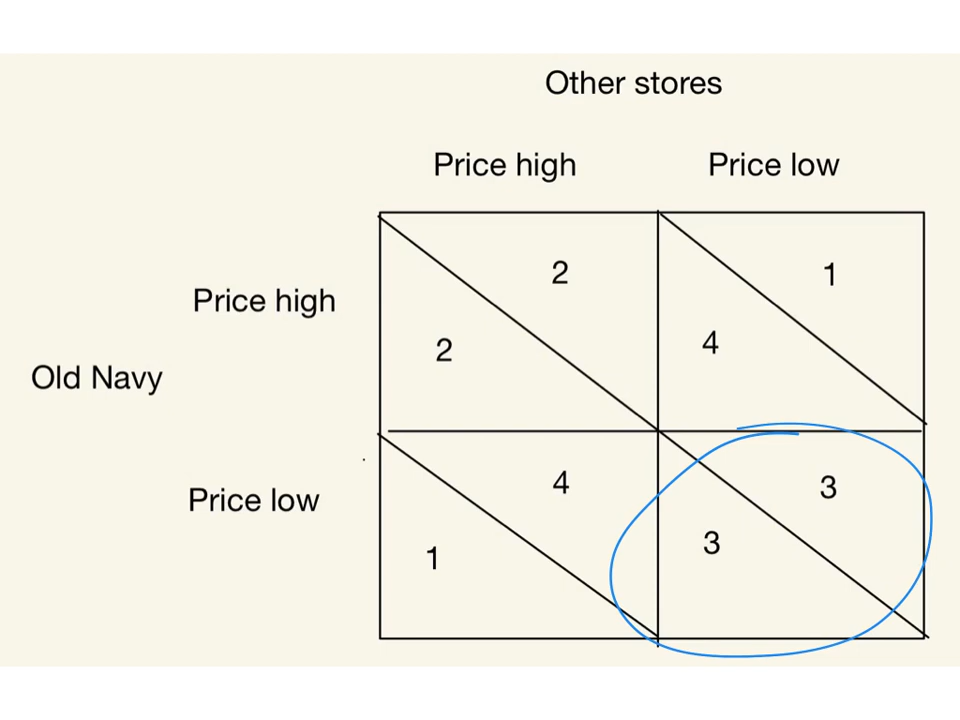 Other stores
Price high Price low
2 1
Price high
2 4
Old Navy
4 3
Price low
1 3